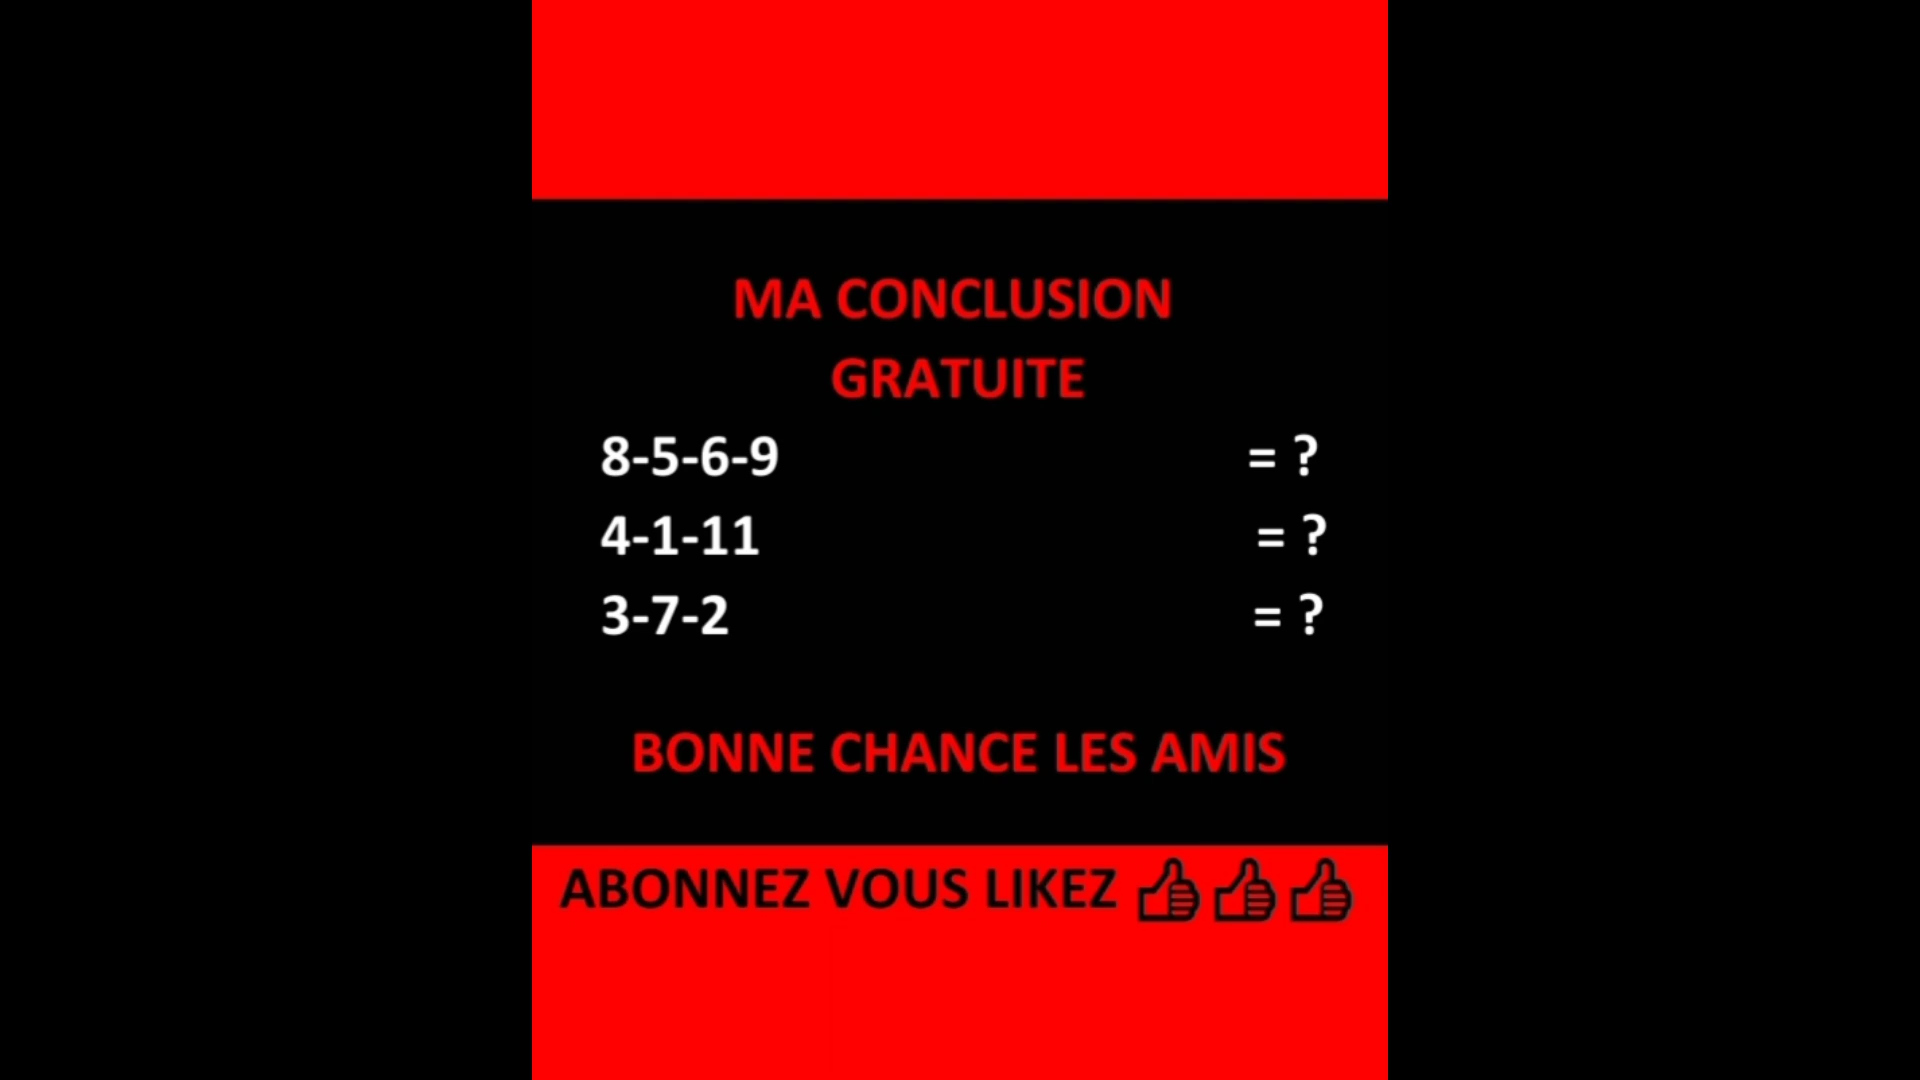 MA CONCLUSION
GRATUITE
8-5-6-9 = ?
4-1-11 = ?
3-7-2 = ?
BONNE CHANCE LES AMIS
ABONNEZ VOUS LIKEZ 👍👍👍